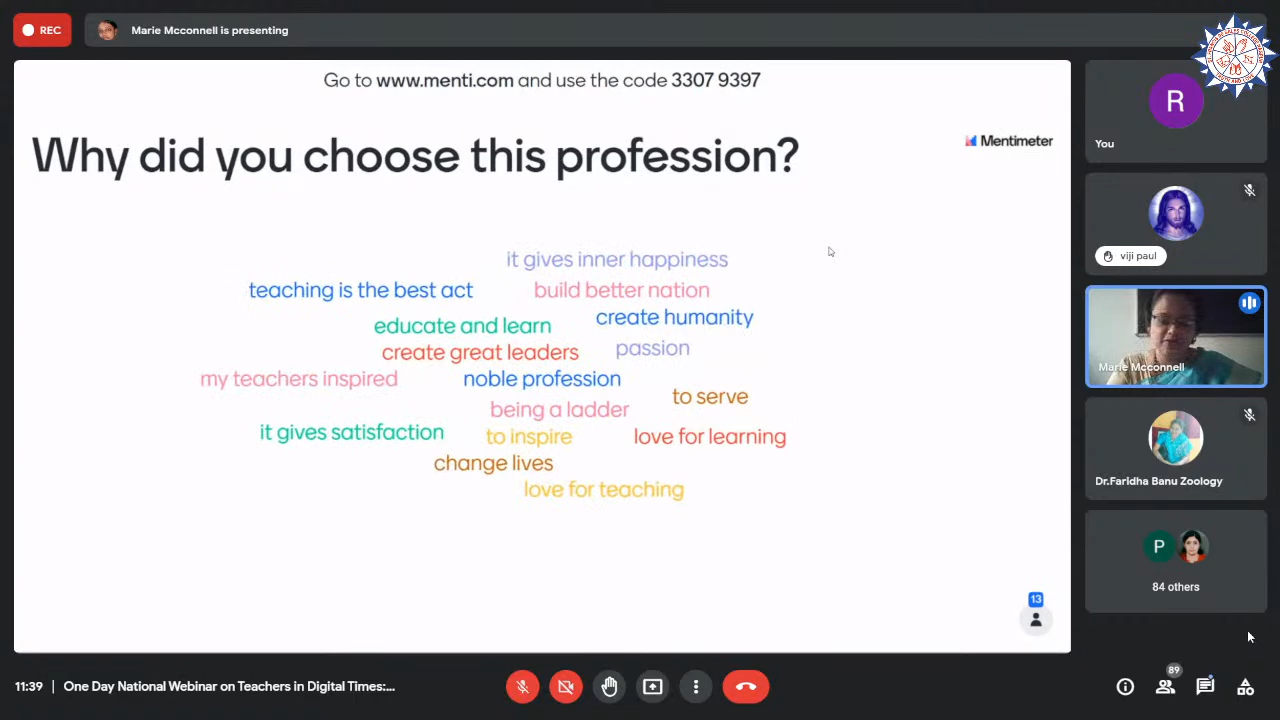 REC
Marie Mcconnell is presenting
Go to www.menti.com and use the code 3307 9397
Why did you choose this profession?
Mentimeter
it gives inner happiness
teaching is the best act
build better nation
create humanity
educate and learn
passion
create great leaders
my teachers inspired
noble profession
to serve
being a ladder
it gives satisfaction
to inspire
love for learning
change lives
love for teaching
13
R
You
viji paul
Marie Mcconnell
Dr.Faridha Banu Zoology
P
84 others
11:39 | One Day National Webinar on Teachers in Digital Times:...
89